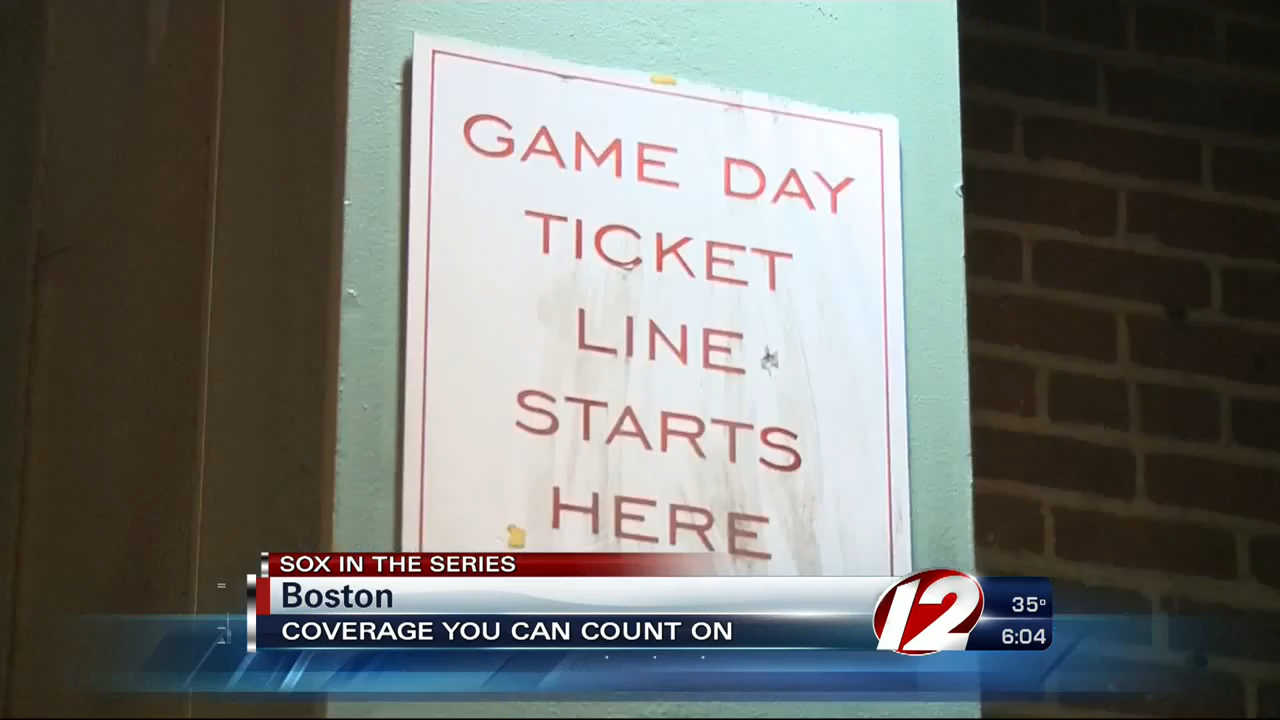 GAME DAY
TICKET
LINE
STARTS
HERE
SOX IN THE SERIES
Boston
COVERAGE YOU CAN COUNT ON
12
35°
6:04